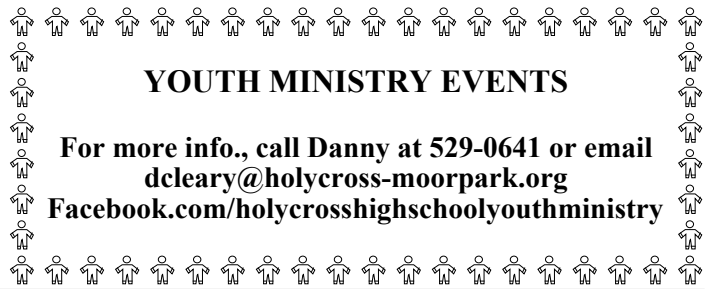 YOUTH MINISTRY EVENTS
For more info., call Danny at 529-0641 or email
dcleary@holycross-moorpark.org
Facebook.com/holycrosshighschoolyouthministry